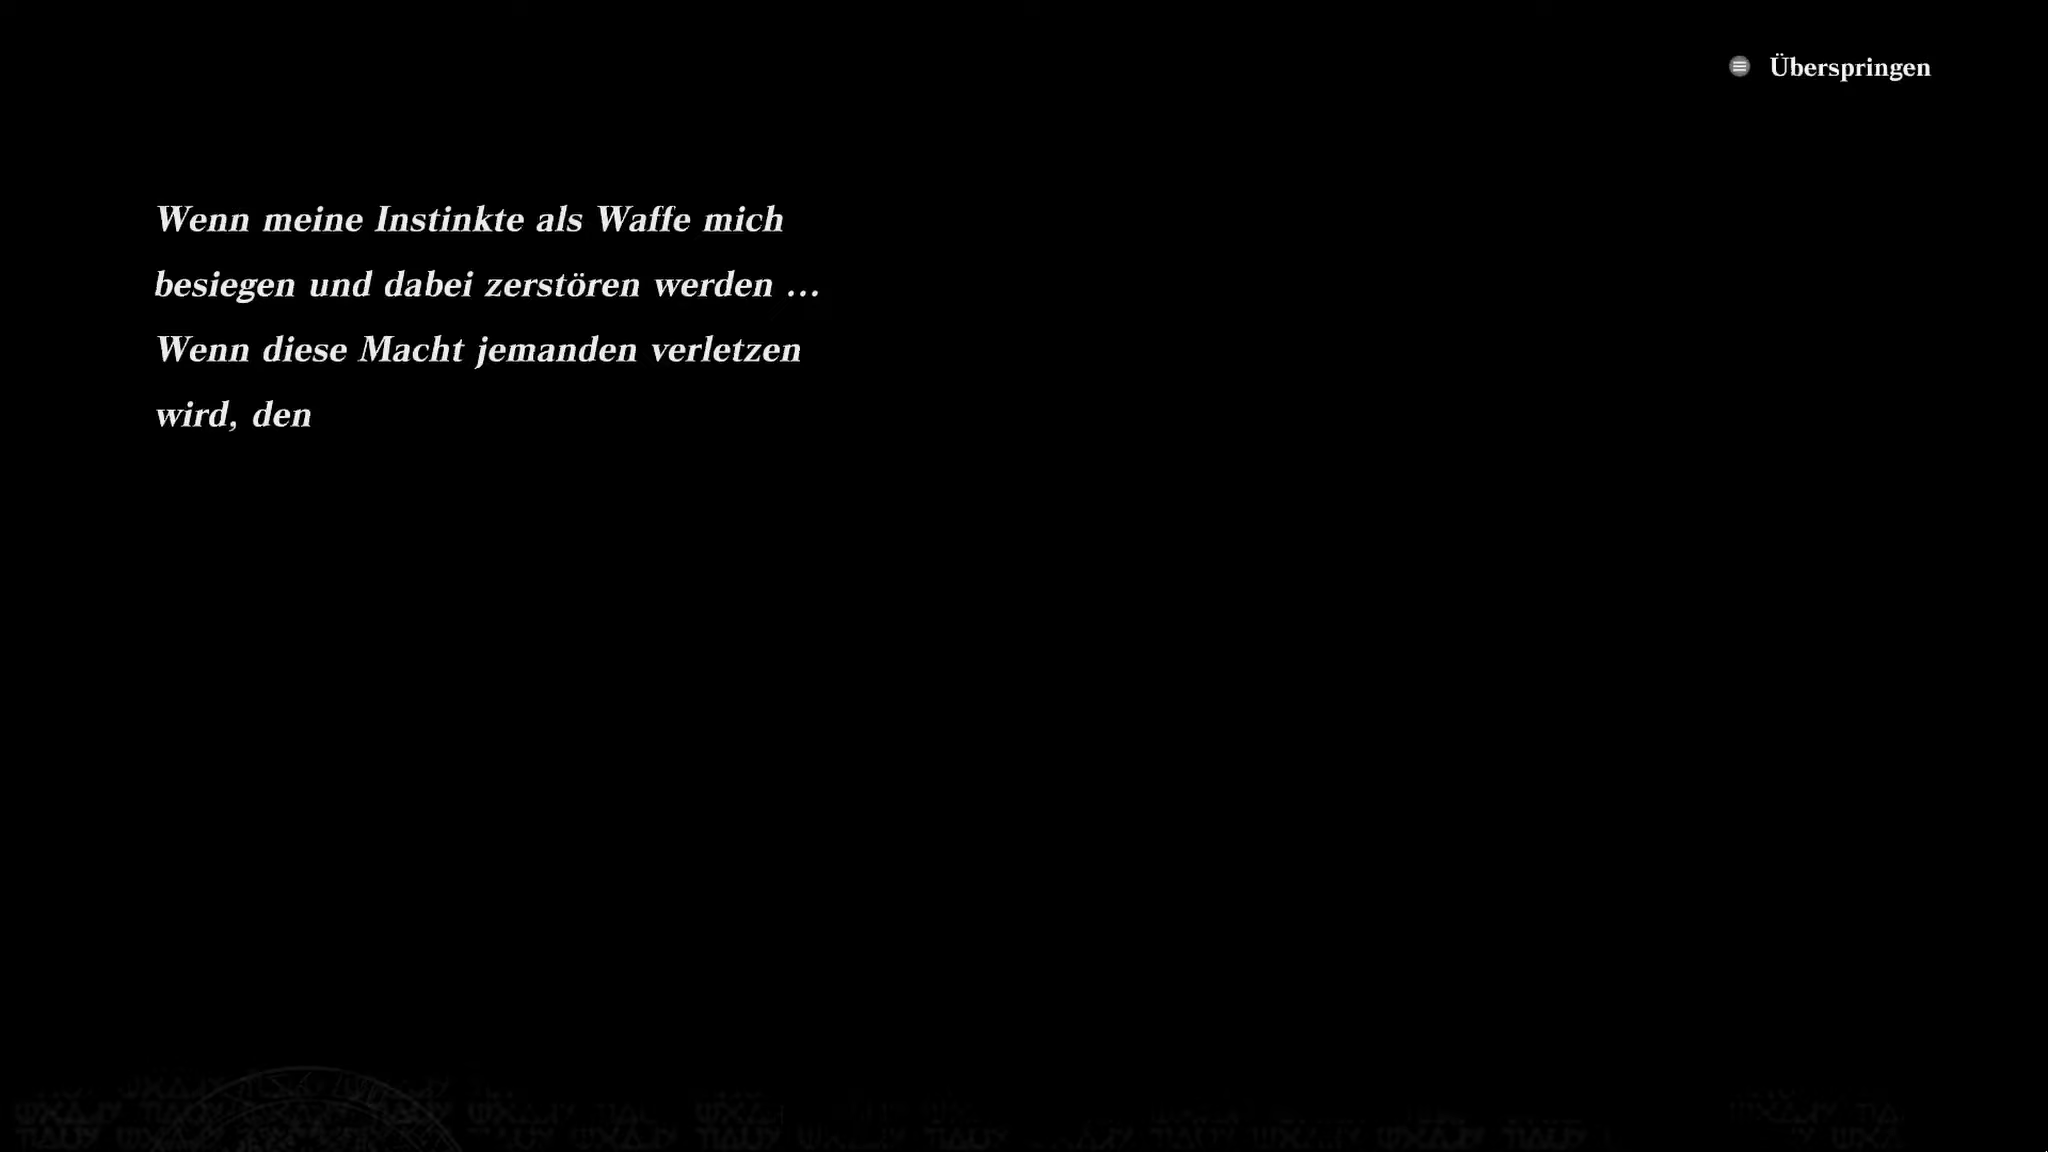 Überspringen
Wenn meine Instinkte als Waffe mich
besiegen und dabei zerstören werden ...
Wenn diese Macht jemanden verletzen
wird, den